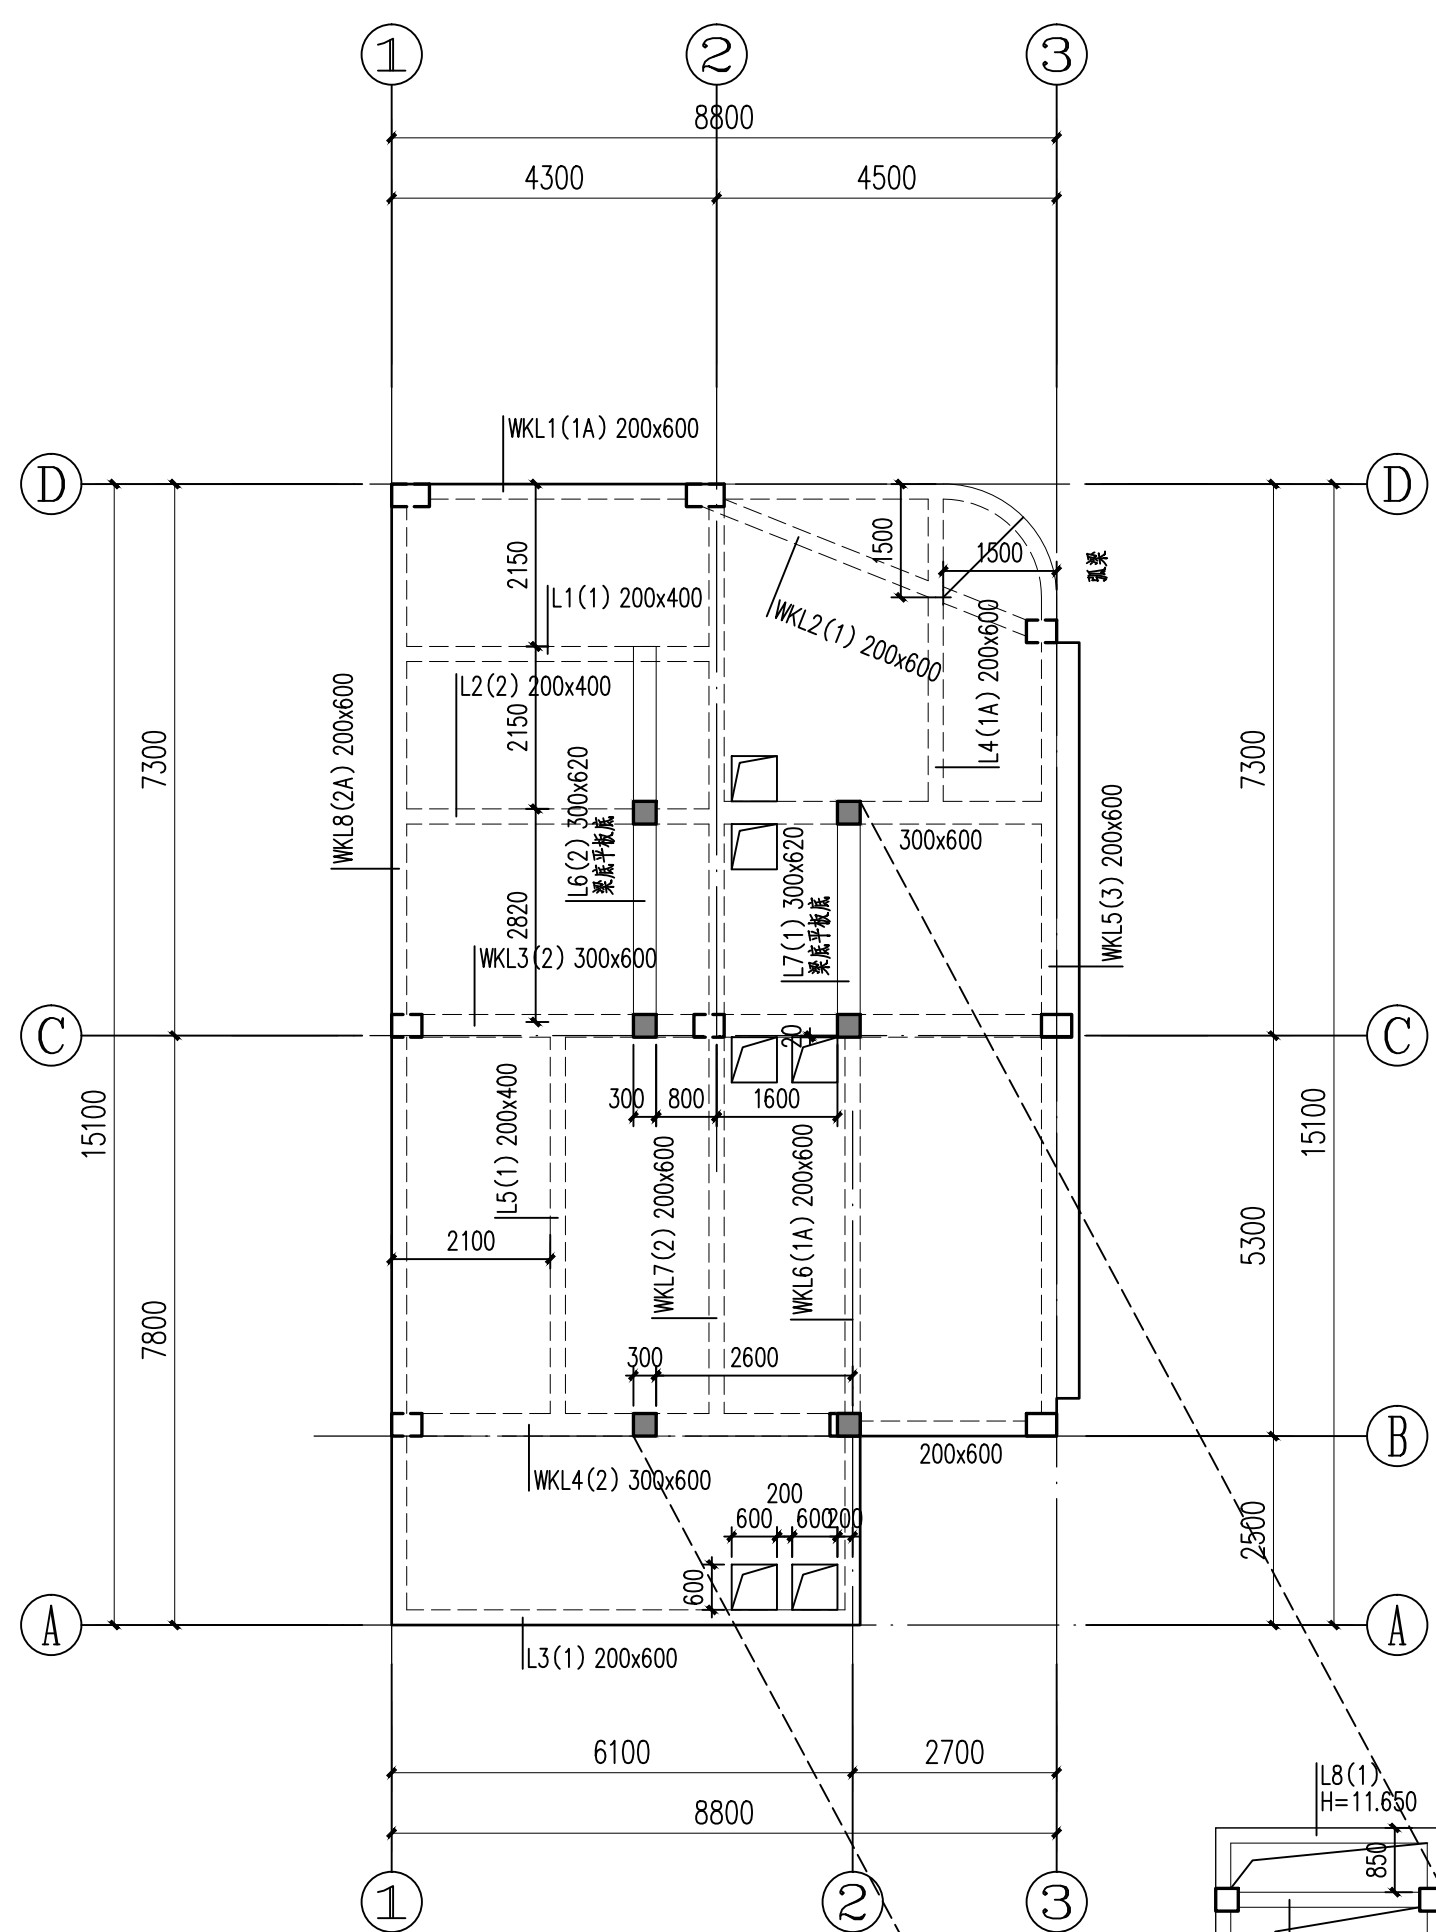 1
2
3
8800
4300
4500
WKL1(1A) 200x600
D
D
2150
1500
1500
弧梁
L1(1) 200x400
WKL2(1) 200x600
L4(1A) 200x600
L2(2) 200x400
2150
WKL8(2A) 200x600
7300
7300
L6(2) 300x620
梁底平板底
300x600
L7(1) 300x620
梁底平板底
WKL5(3) 200x600
2820
WKL3(2) 300x600
C
C
20
300
800
1600
L5(1) 200x400
15100
15100
WKL7(2) 200x600
WKL6(1A) 200x600
2100
5300
7800
300
2600
B
200x600
WKL4(2) 300x600
200
600
600
200
2500
600
A
A
L3(1) 200x600
6100
2700
L8(1)
H=11.650
8800
850
1
2
3